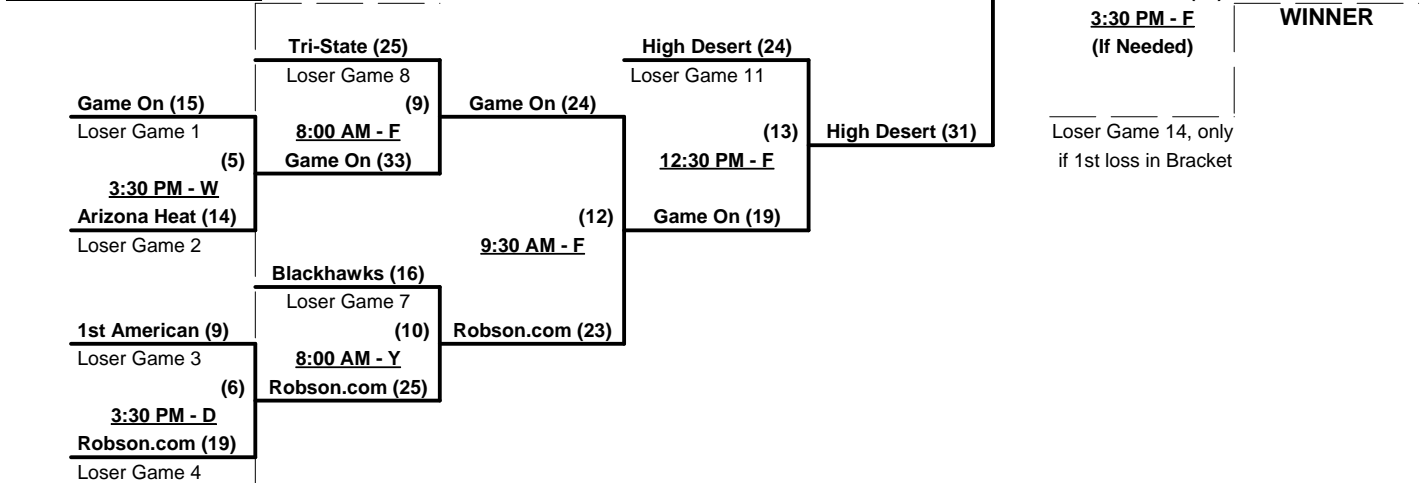 3:30 PM - F
WINNER
(If Needed)
Tri-State (25)
High Desert (24)
Loser Game 8
Loser Game 11
Game On (15)
(9)
Game On (24)
Loser Game 1
8:00 AM - F
(13)
High Desert (31)
Loser Game 14, only
(5)
Game On (33)
12:30 PM - F
if 1st loss in Bracket
3:30 PM - W
Arizona Heat (14)
(12)
Game On (19)
Loser Game 2
9:30 AM - F
Blackhawks (16)
Loser Game 7
1st American (9)
(10)
Robson.com (23)
Loser Game 3
8:00 AM - Y
(6)
Robson.com (25)
3:30 PM - D
Robson.com (19)
Loser Game 4